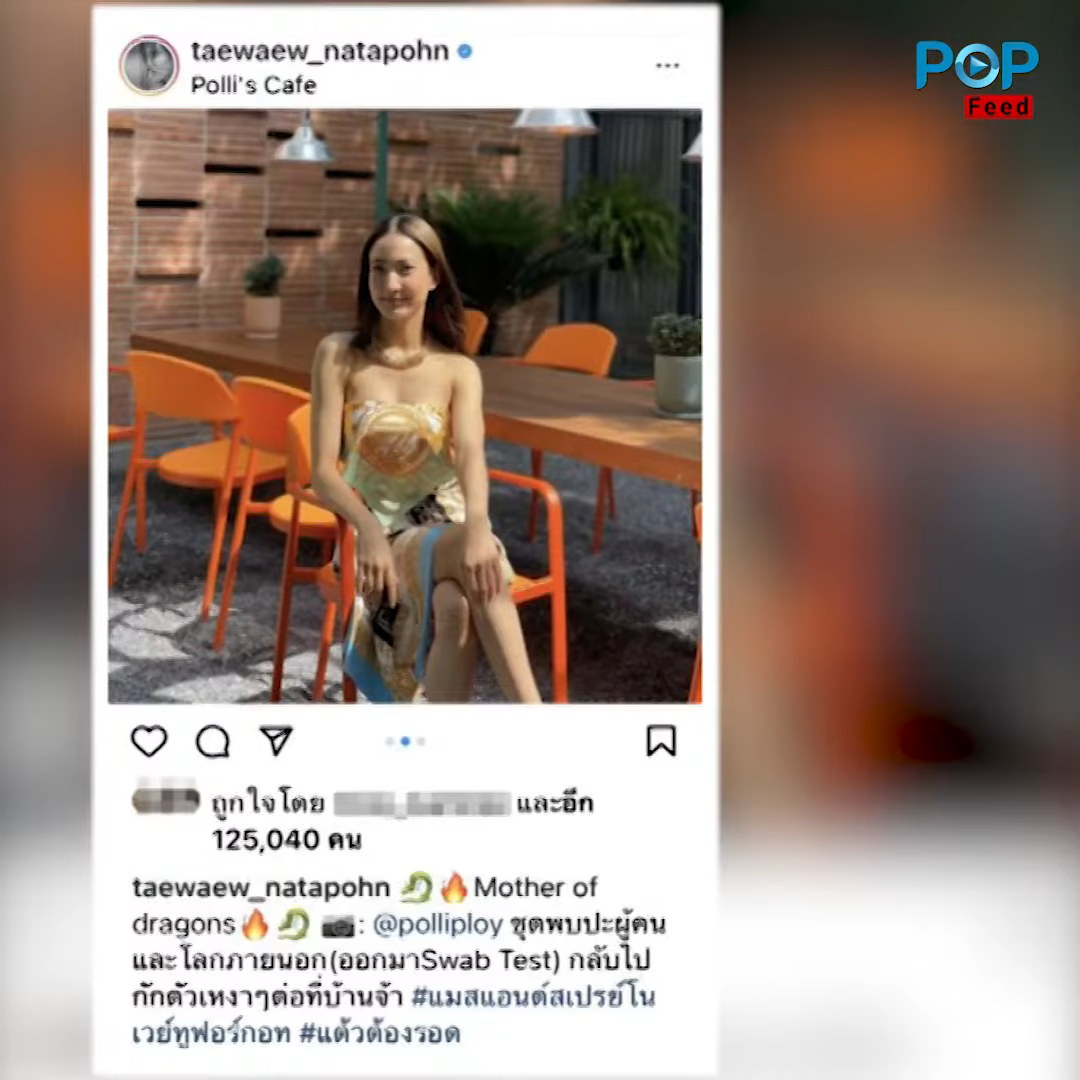 taewaew_natapohn
Polli's Cafe
POP
Feed
ถูกใจโดย และอีก
125,040 คน
taewaew_natapohn 🐉🔥Mother of
dragons🔥🐉 📷: @polliploy ชุดพบปะผู้คน
และโลกภายนอก(ออกมาSwab Test) กลับไป
กักตัวเหงาๆต่อที่บ้านจ้า #แมสแอนด์สเปรย์โน
เวย์ทูฟอร์กอท #แต้วต้องรอด